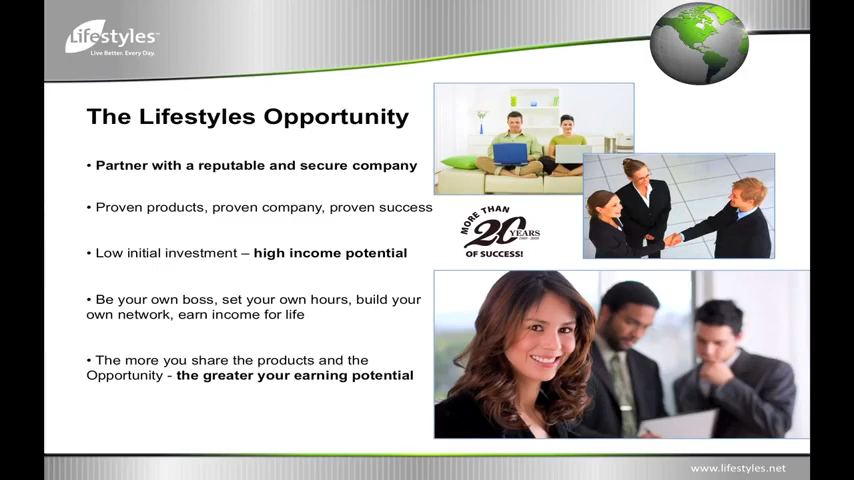 Lifestyles™
Live Better. Every Day.
The Lifestyles Opportunity
• Partner with a reputable and secure company
• Proven products, proven company, proven success
• Low initial investment – high income potential
• Be your own boss, set your own hours, build your
own network, earn income for life
• The more you share the products and the
Opportunity - the greater your earning potential
MORE THAN
20 YEARS
1989 - 2009
OF SUCCESS!
www.lifestyles.net